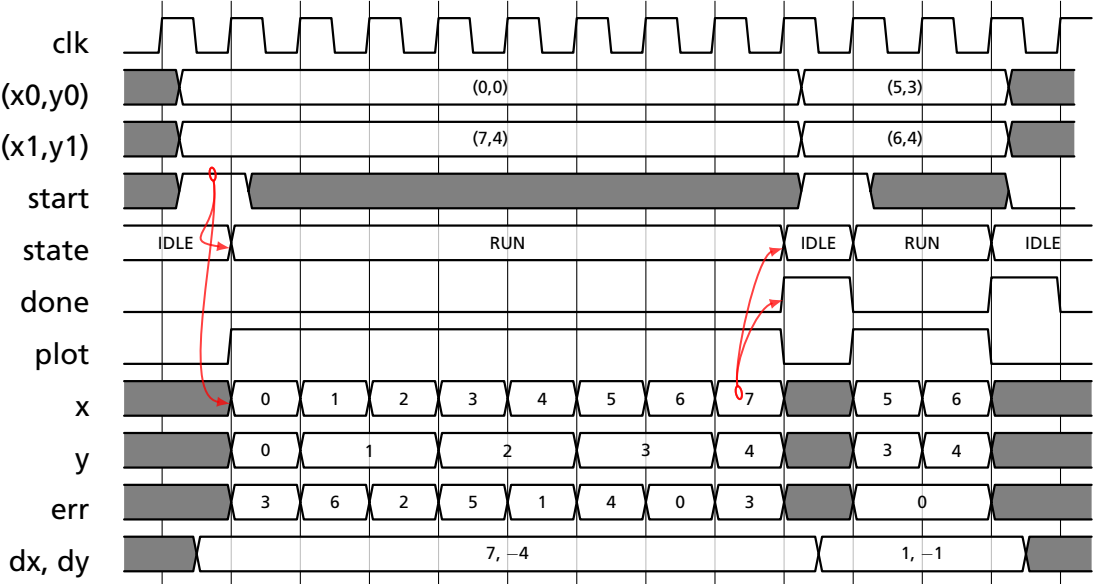 clk
(x0,y0) (0,0) (5,3)
(x1,y1) (7,4) (6,4)
start
state IDLE RUN IDLE RUN IDLE
done
plot
x 0 1 2 3 4 5 6 7 5 6
y 0 1 2 3 4 3 4
err 3 6 2 5 1 4 0 3 0
dx, dy 7, −4 1, −1